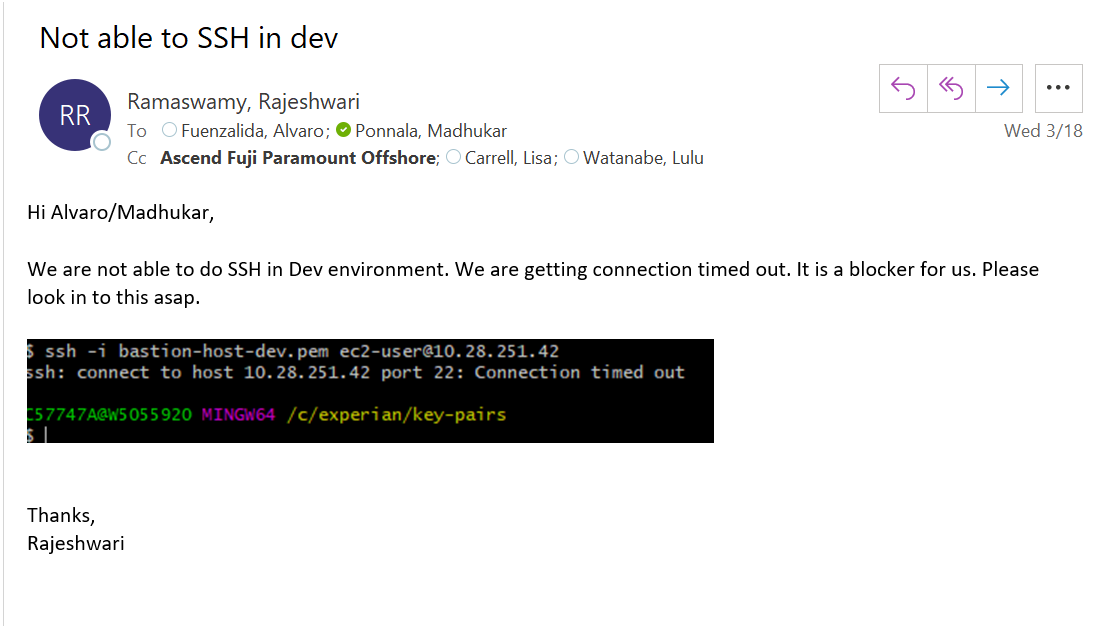 Not able to SSH in dev
RR
Ramaswamy, Rajeshwari
To Fuenzalida, Alvaro; Ponnala, Madhukar
Wed 3/18
Cc Ascend Fuji Paramount Offshore; Carrell, Lisa; Watanabe, Lulu
Hi Alvaro/Madhukar,
We are not able to do SSH in Dev environment. We are getting connection timed out. It is a blocker for us. Please
look in to this asap.
$ ssh -i bastion-host-dev.pem ec2-user@10.28.251.42
ssh: connect to host 10.28.251.42 port 22: Connection timed out
C57747A@W5055920 MINGW64 /c/experian/key-pairs
$
Thanks,
Rajeshwari